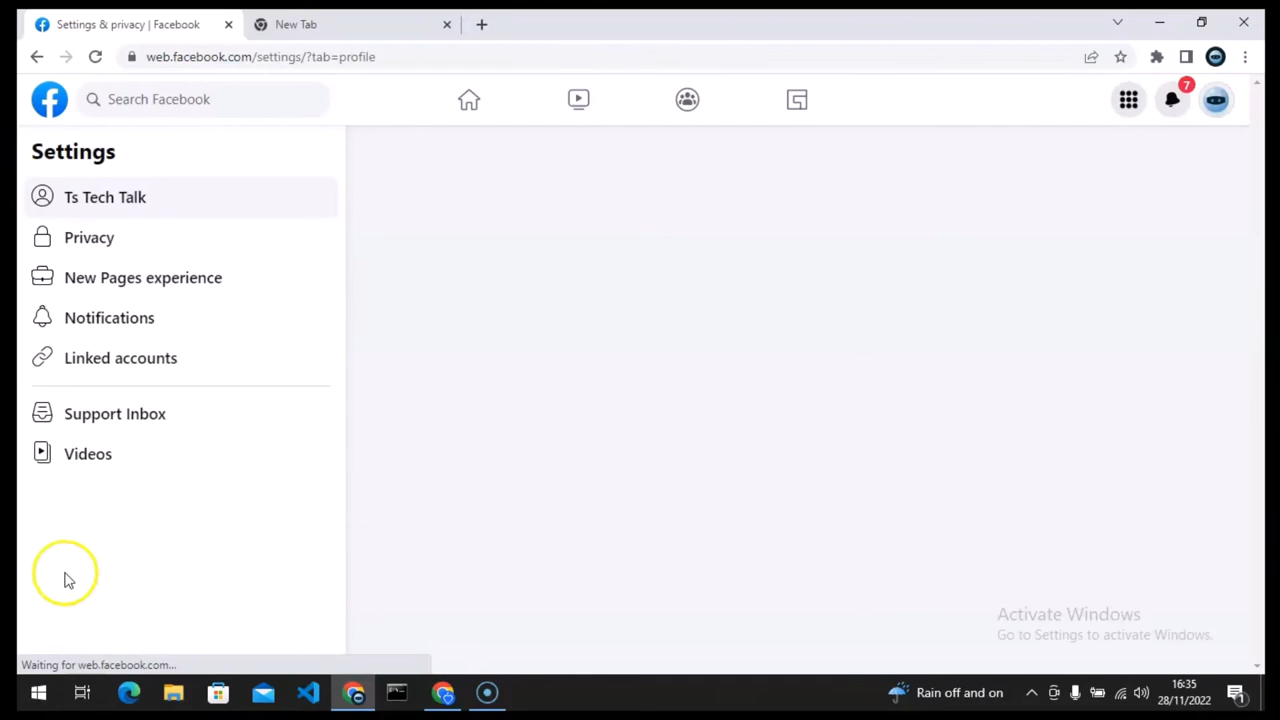 Settings & privacy | Facebook
New Tab
web.facebook.com/settings/?tab=profile
Search Facebook
7
Settings
Ts Tech Talk
Privacy
New Pages experience
Notifications
Linked accounts
Support Inbox
Videos
Activate Windows
Go to Settings to activate Windows.
Waiting for web.facebook.com...
Rain off and on
16:35
28/11/2022
1